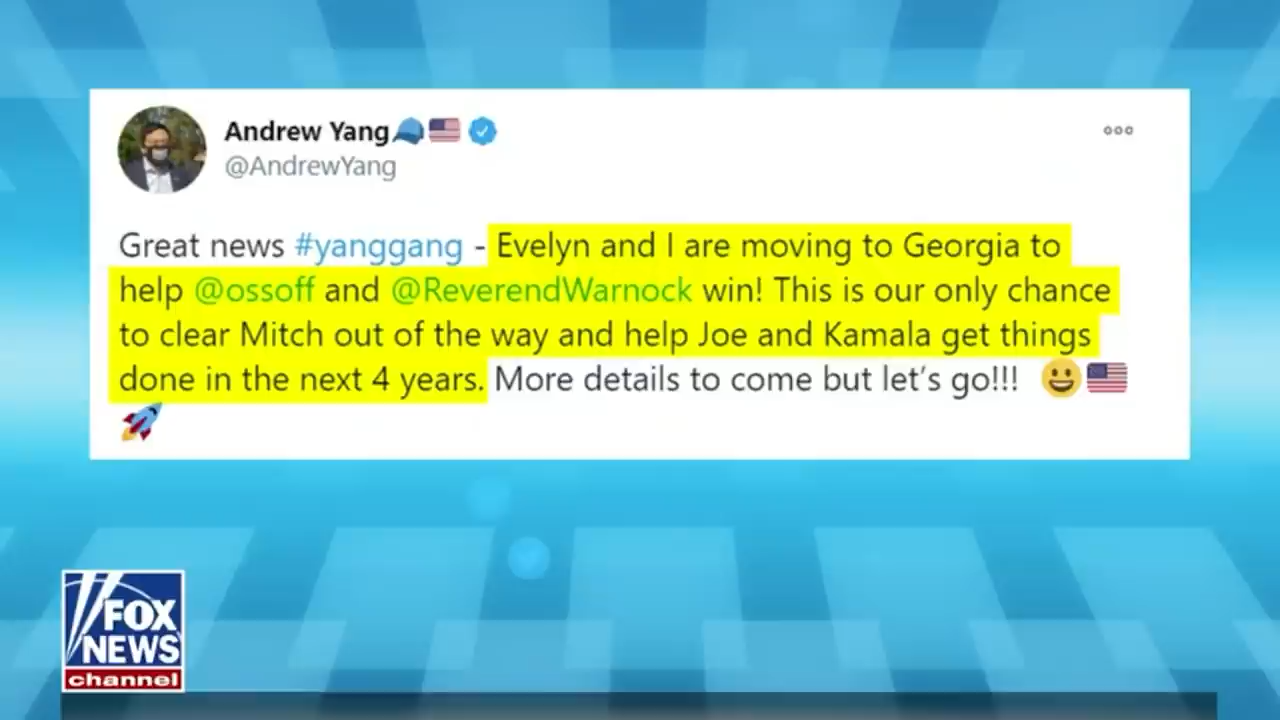 Andrew Yang
@AndrewYang
Great news #yanggang - Evelyn and I are moving to Georgia to
help @ossoff and @ReverendWarnock win! This is our only chance
to clear Mitch out of the way and help Joe and Kamala get things
done in the next 4 years. More details to come but let’s go!!! 😀🇺🇸
🚀
FOX
NEWS
channel